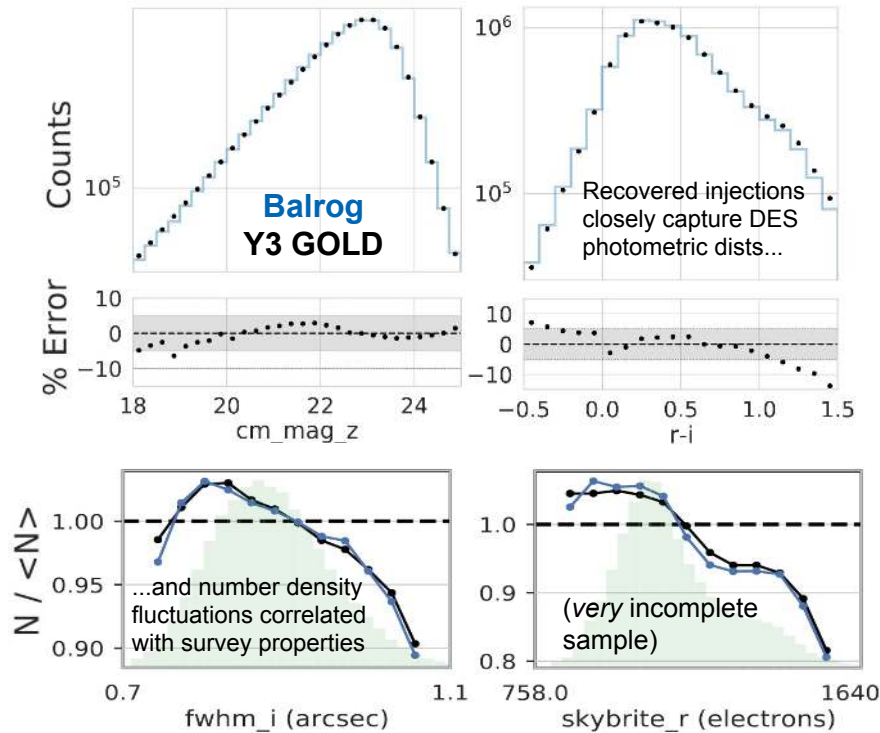 Counts
10^5
Balrog
Y3 GOLD
10^6
10^5
Recovered injections
closely capture DES
photometric dists...
% Error
10
0
−10
18
20
22
24
cm_mag_z
10
0
−10
−0.5
0.0
0.5
1.0
1.5
r-i
N / <N>
1.00
0.95
0.90
...and number density
fluctuations correlated
with survey properties
0.7
1.1
fwhm_i (arcsec)
1.0
0.9
0.8
(very incomplete
sample)
758.0
1640
skybrite_r (electrons)